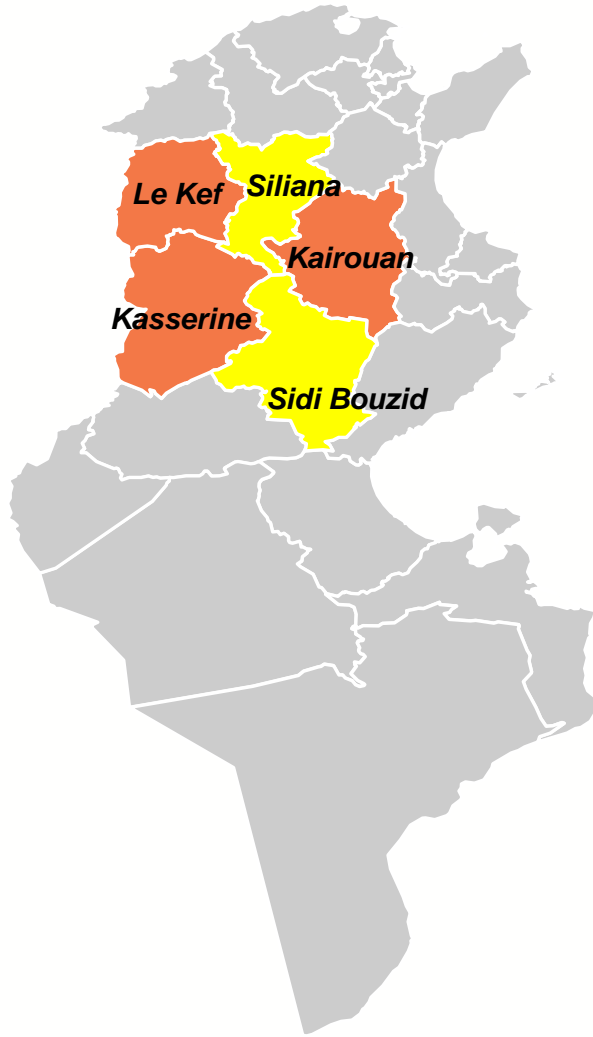 Le Kef
Siliana
Kairouan
Kasserine
Sidi Bouzid